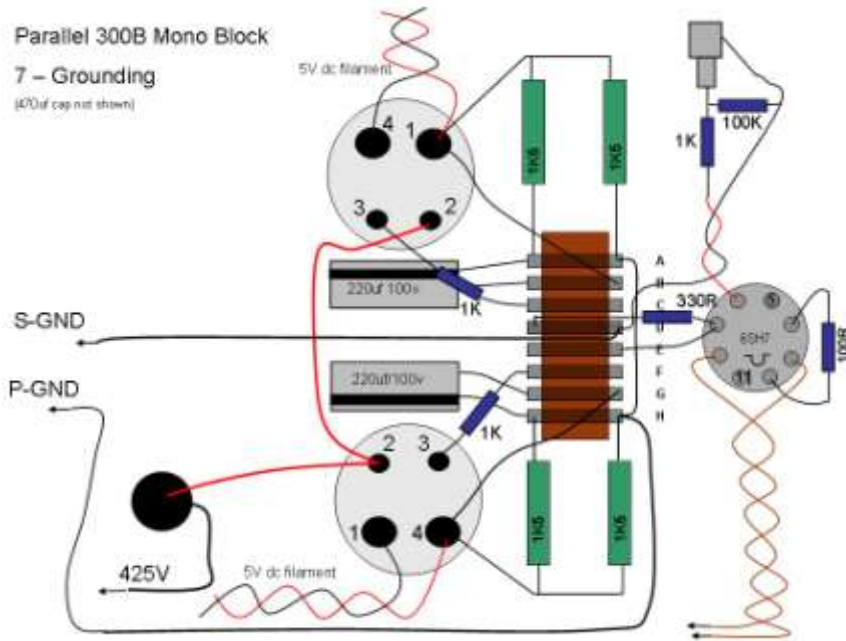 Parallel 300B Mono Block
7 – Grounding
(470uf cap not shown)
5V dc filament
4
1
3
2
1K5
1K5
1K
100K
220uf 100v
1K
A
B
C
D
E
F
G
H
330R
6SH7
100R
S-GND
P-GND
220uf/100v
1K
2
3
1
4
1K5
1K5
425V
5V dc filament